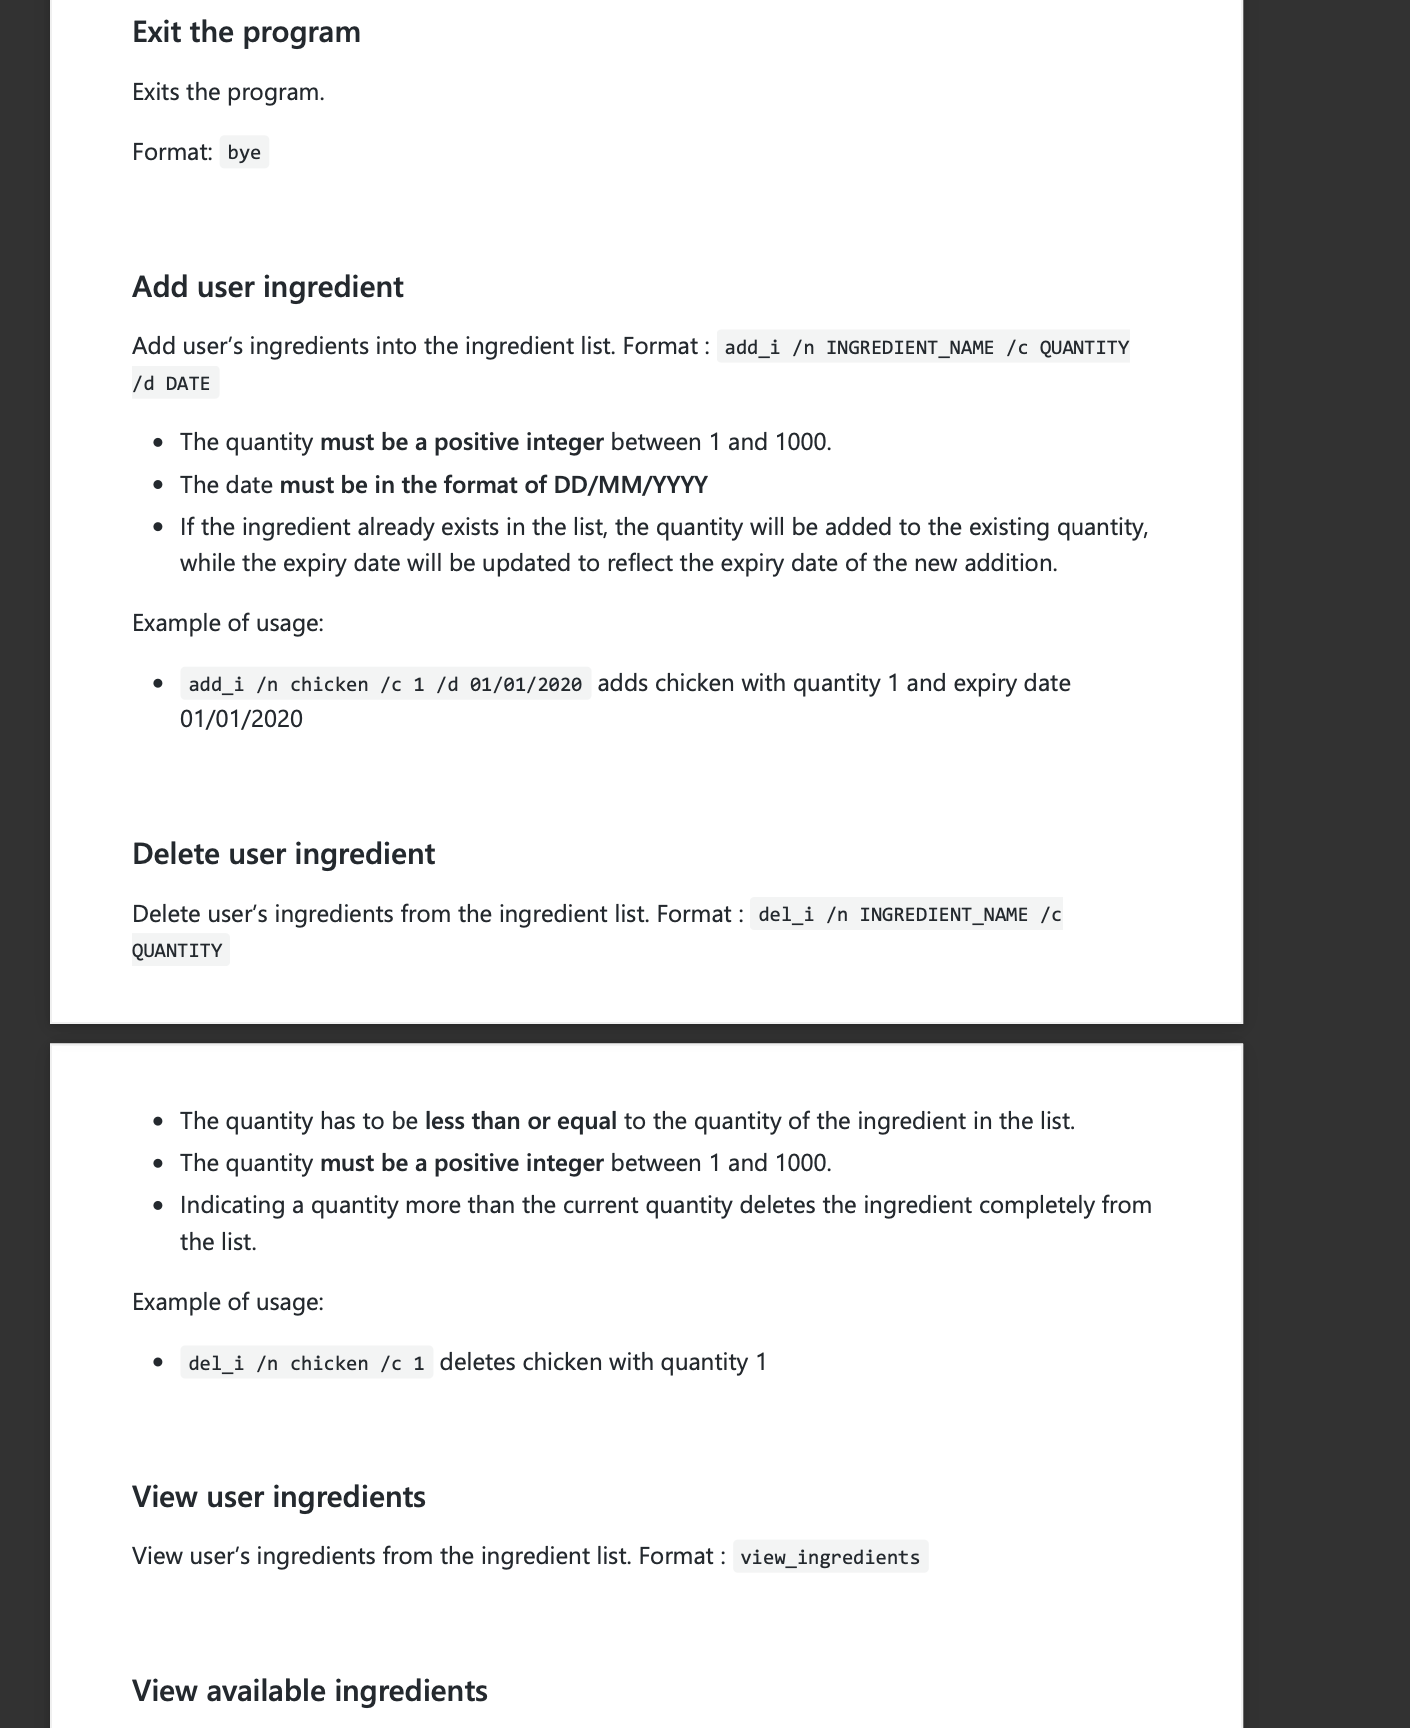 Exit the program
Exits the program.
Format: bye
Add user ingredient
Add user’s ingredients into the ingredient list. Format : add_i /n INGREDIENT_NAME /c QUANTITY
/d DATE
• The quantity must be a positive integer between 1 and 1000.
• The date must be in the format of DD/MM/YYYY
• If the ingredient already exists in the list, the quantity will be added to the existing quantity,
while the expiry date will be updated to reflect the expiry date of the new addition.
Example of usage:
• add_i /n chicken /c 1 /d 01/01/2020 adds chicken with quantity 1 and expiry date
01/01/2020
Delete user ingredient
Delete user’s ingredients from the ingredient list. Format : del_i /n INGREDIENT_NAME /c
QUANTITY
• The quantity has to be less than or equal to the quantity of the ingredient in the list.
• The quantity must be a positive integer between 1 and 1000.
• Indicating a quantity more than the current quantity deletes the ingredient completely from
the list.
Example of usage:
• del_i /n chicken /c 1 deletes chicken with quantity 1
View user ingredients
View user’s ingredients from the ingredient list. Format : view_ingredients
View available ingredients